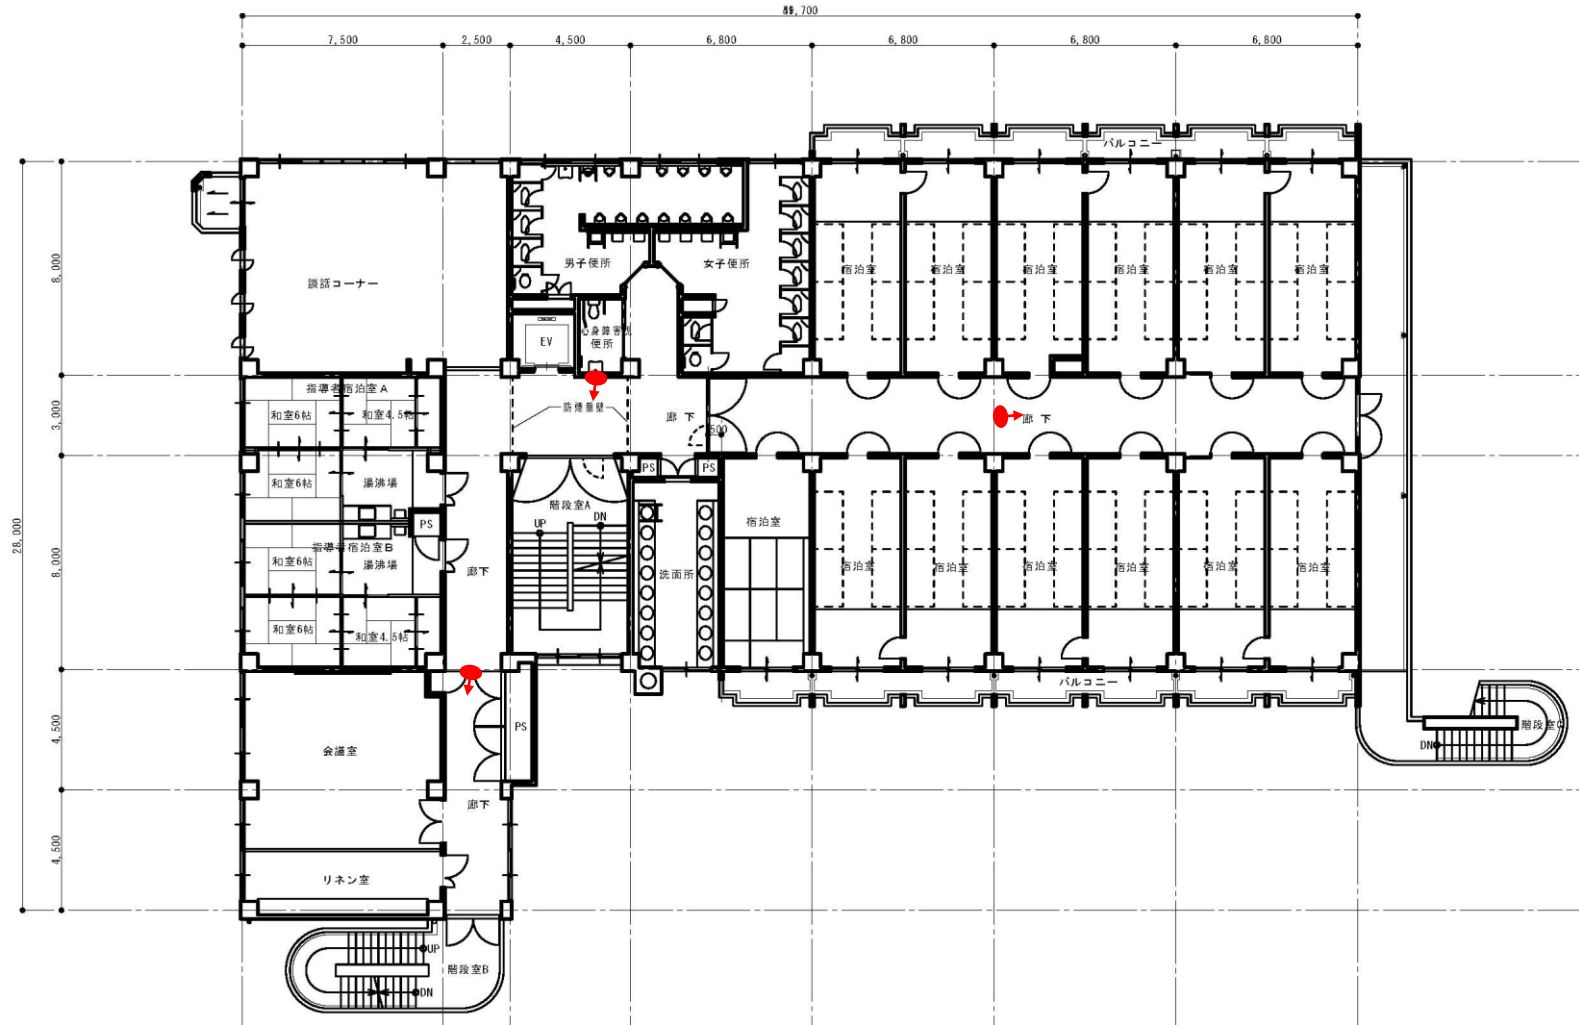 7,500
2,500
4,500
6,800
6,800
6,800
6,800
バルコニー
8,000
3,000
28,000
8,000
4,500
4,500
談話コーナー
男子便所
女子便所
宿泊室
宿泊室
宿泊室
宿泊室
宿泊室
宿泊室
EV
便所
指導者宿泊室A
和室6帖
和室4.5帖
防煙垂壁
廊下
500
廊下
和室6帖
湯沸場
PS
指導者宿泊室B
和室6帖
湯沸場
廊下
階段室A
UP
DN
PS
PS
洗面所
宿泊室
宿泊室
宿泊室
宿泊室
宿泊室
宿泊室
宿泊室
和室6帖
和室4.5帖
バルコニー
会議室
PS
廊下
リネン室
階段室C
DN
UP
階段室B
DN